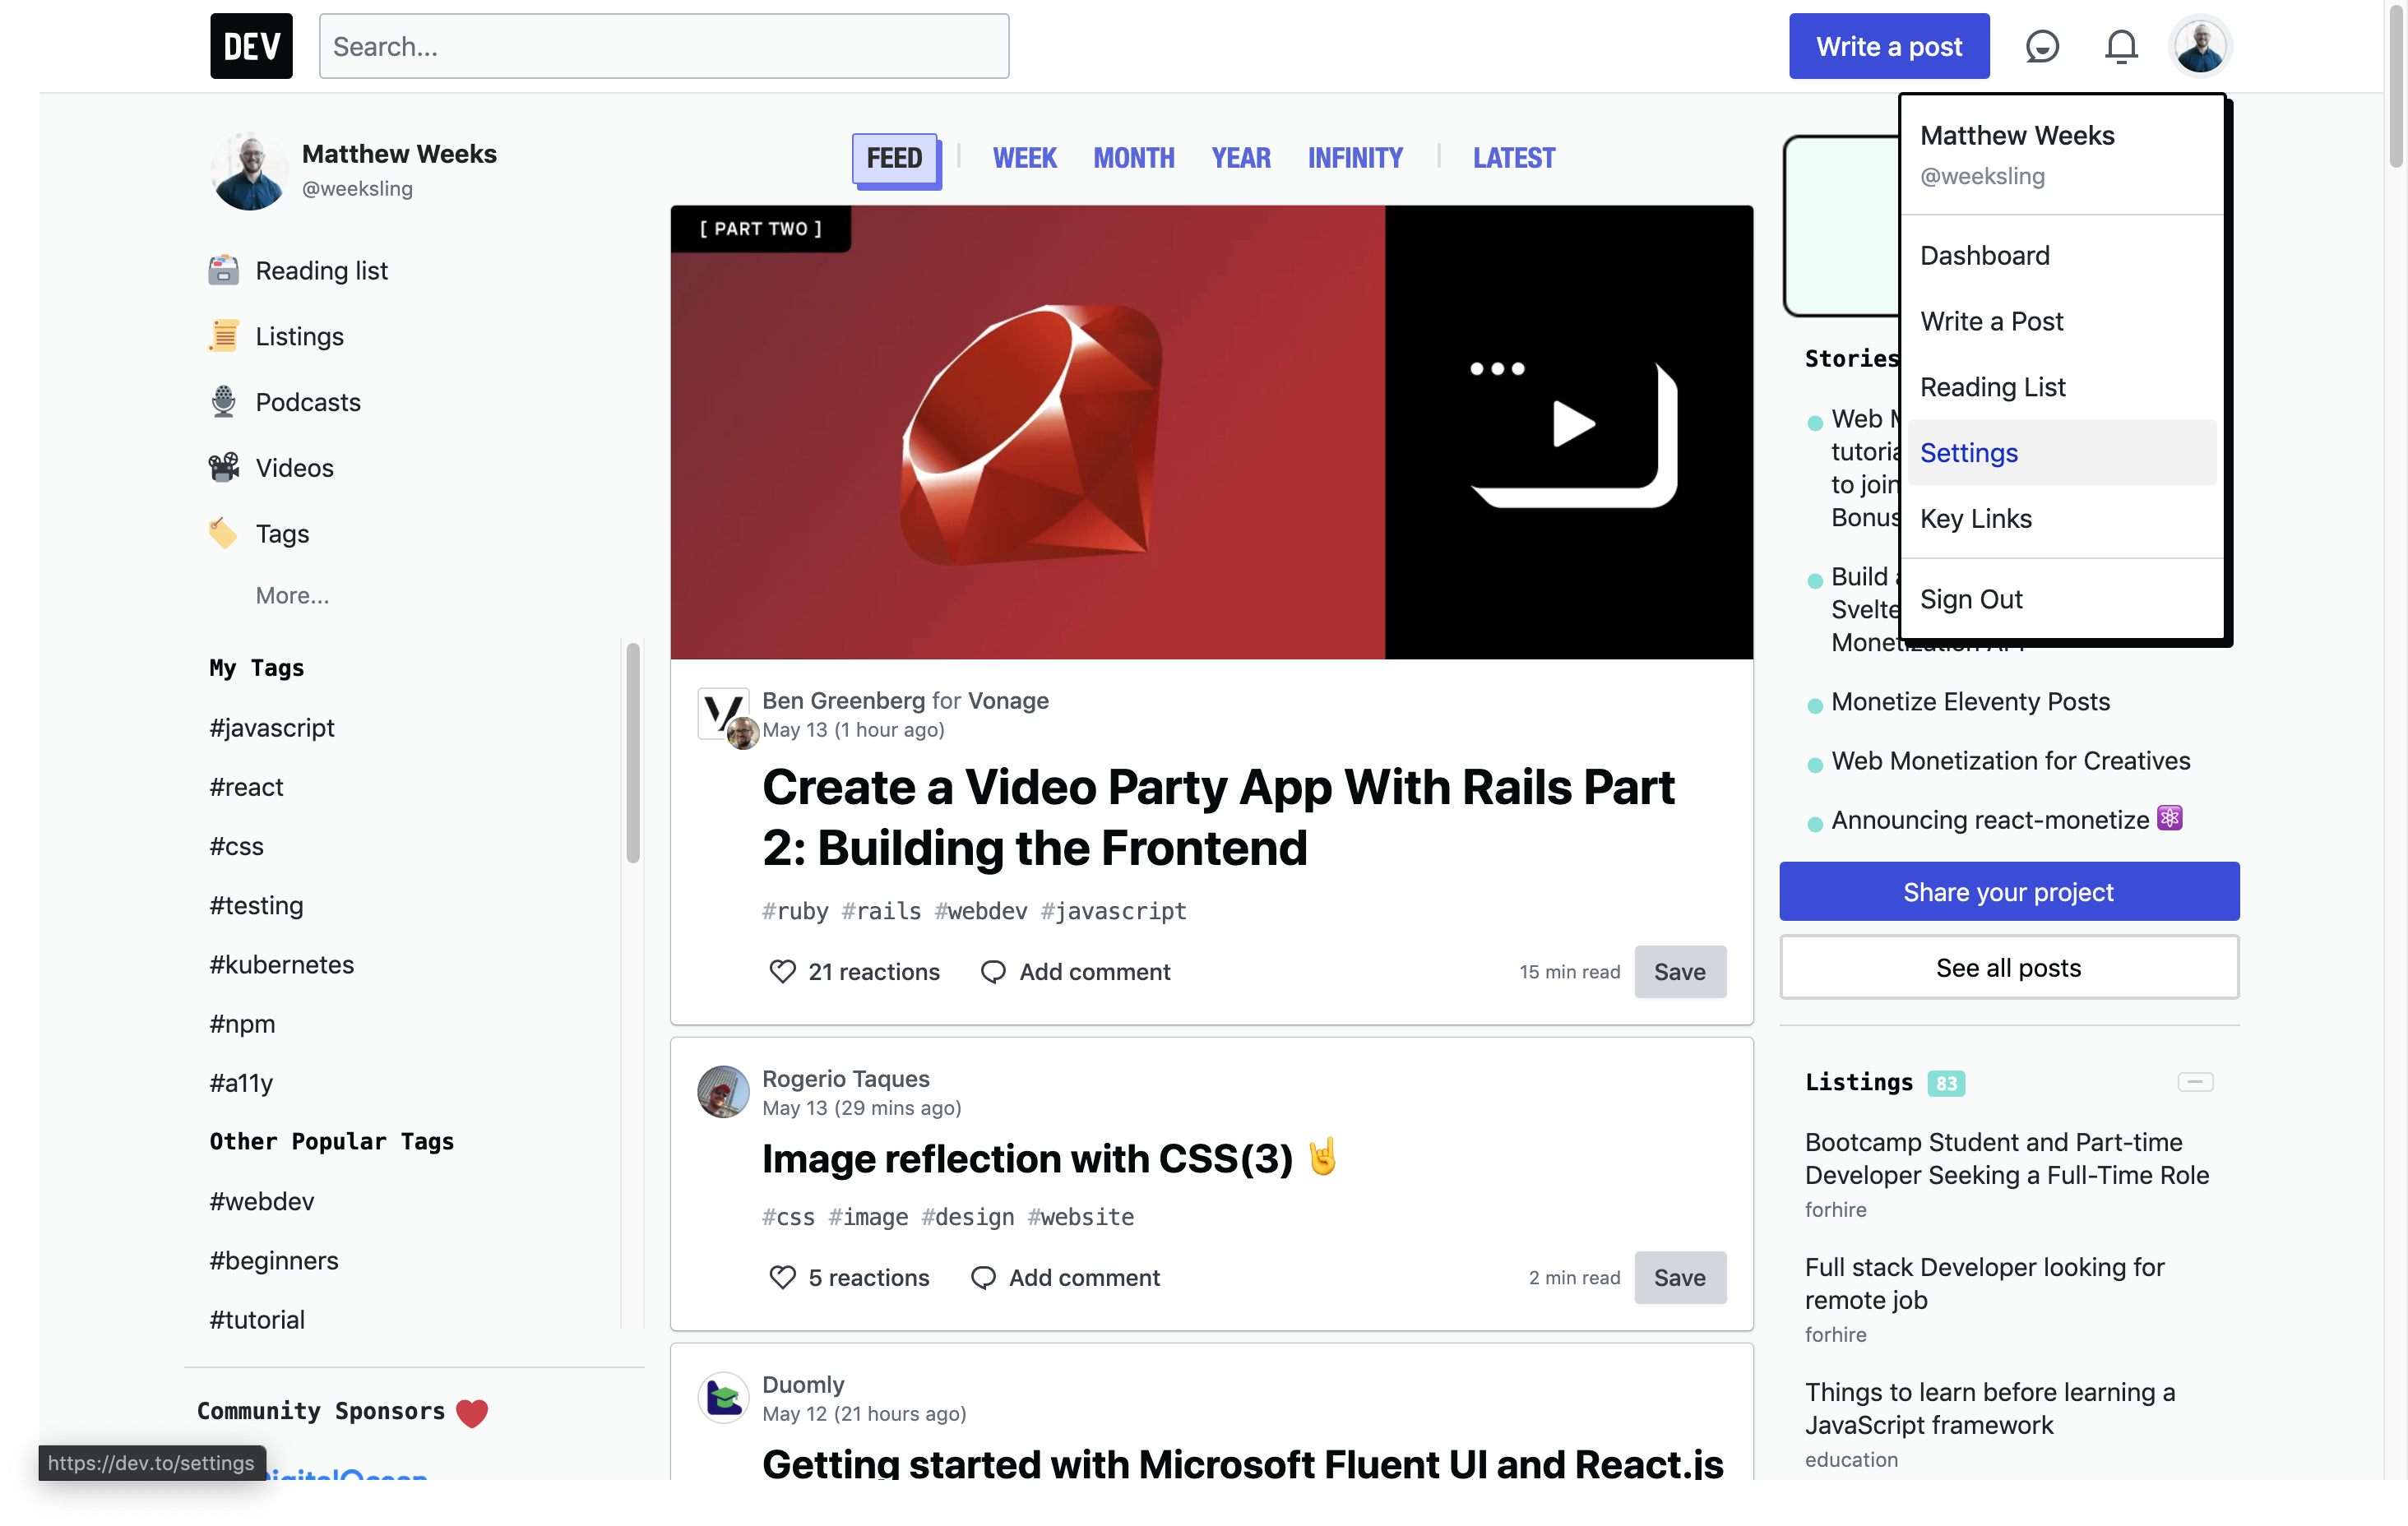 DEV
Search...
Write a post
Matthew Weeks
@weeksling
Reading list
Listings
Podcasts
Videos
Tags
More...
My Tags
#javascript
#react
#css
#testing
#kubernetes
#npm
#a11y
Other Popular Tags
#webdev
#beginners
#tutorial
Community Sponsors
https://dev.to/settings
FEED
WEEK
MONTH
YEAR
INFINITY
LATEST
[ PART TWO ]
Ben Greenberg for Vonage
May 13 (1 hour ago)
Create a Video Party App With Rails Part
2: Building the Frontend
#ruby #rails #webdev #javascript
21 reactions
Add comment
15 min read
Save
Rogerio Taques
May 13 (29 mins ago)
Image reflection with CSS(3)
#css #image #design #website
5 reactions
Add comment
2 min read
Save
Duomly
May 12 (21 hours ago)
Getting started with Microsoft Fluent UI and React.js
Matthew Weeks
@weeksling
Dashboard
Write a Post
Reading List
Settings
Key Links
Sign Out
Stories
Web
to join
Bonus
Build
Svelte
Monetize Eleventy Posts
Web Monetization for Creatives
Announcing react-monetize
Share your project
See all posts
Listings 83
Bootcamp Student and Part-time
Developer Seeking a Full-Time Role
forhire
Full stack Developer looking for
remote job
forhire
Things to learn before learning a
JavaScript framework
education